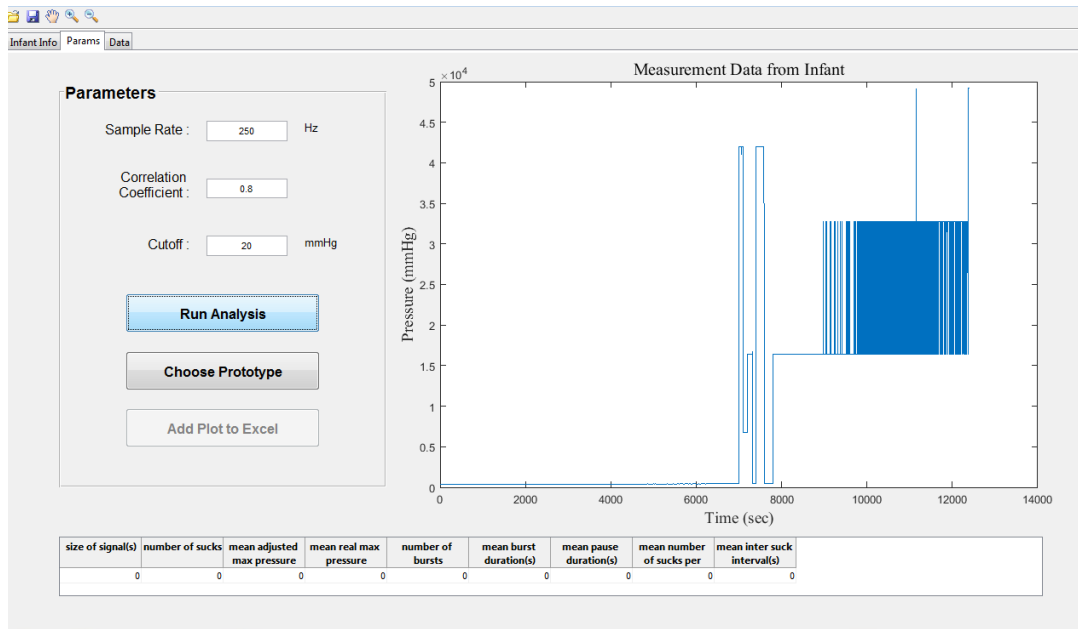 Infant Info Params Data
Parameters
Sample Rate : 250 Hz
Correlation
Coefficient : 0.8
Cutoff : 20 mmHg
Run Analysis
Choose Prototype
Add Plot to Excel
Measurement Data from Infant
× 10^4
5
4.5
4
3.5
3
2.5
2
1.5
1
0.5
0
Pressure (mmHg)
0 2000 4000 6000 8000 10000 12000 14000
Time (sec)
size of signal(s) number of sucks mean adjusted max pressure mean real max pressure number of bursts mean burst duration(s) mean pause duration(s) mean number of sucks per mean inter suck interval(s)
0 0 0 0 0 0 0 0 0